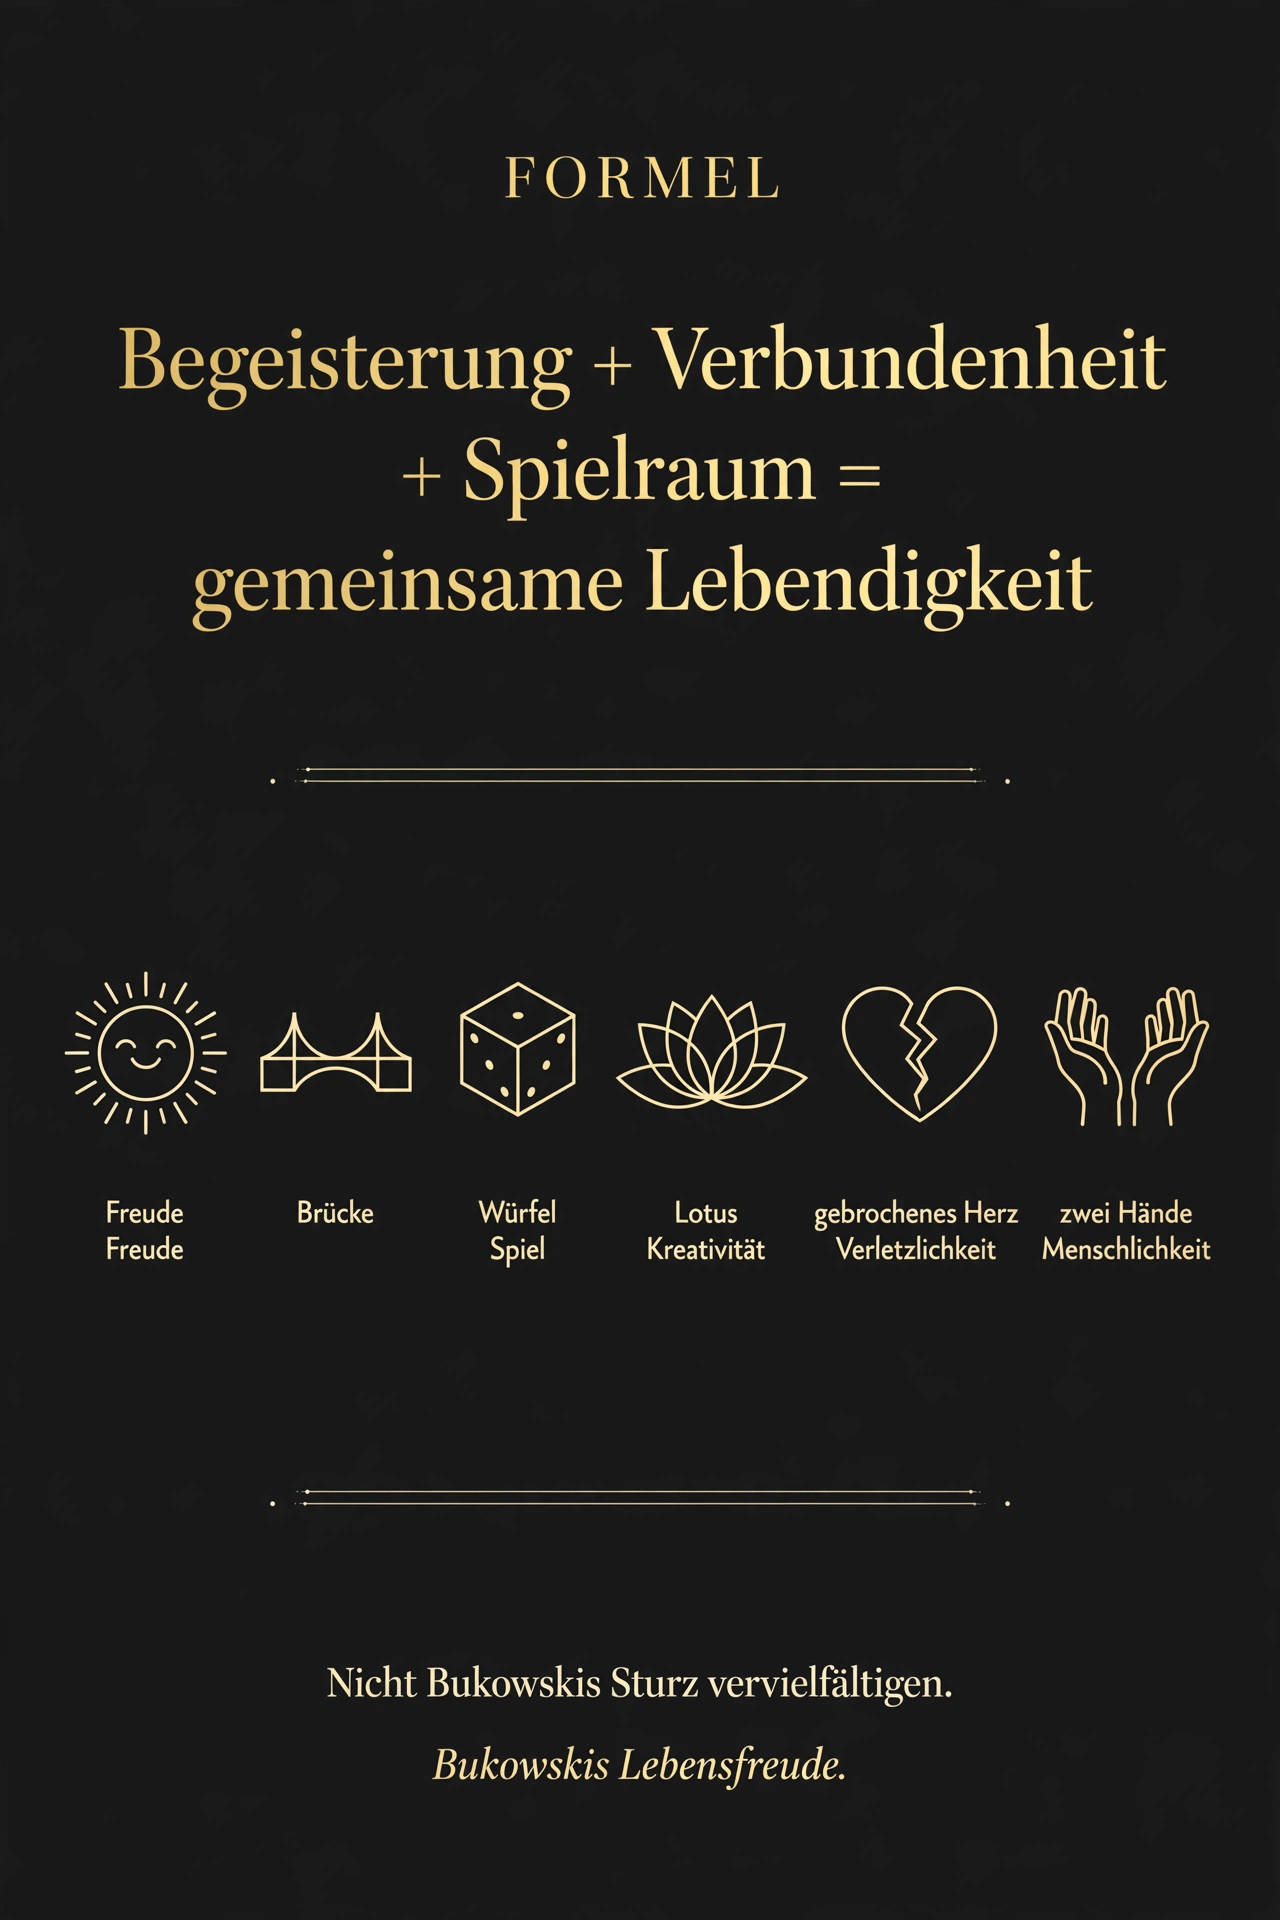 FORMEL
Begeisterung + Verbundenheit
+ Spielraum =
gemeinsame Lebendigkeit
Freude
Freude
Brücke
Würfel
Spiel
Lotus
Kreativität
gebrochenes Herz
Verletzlichkeit
zwei Hände
Menschlichkeit
Nicht Bukowskis Sturz vervielfältigen.
Bukowskis Lebensfreude.